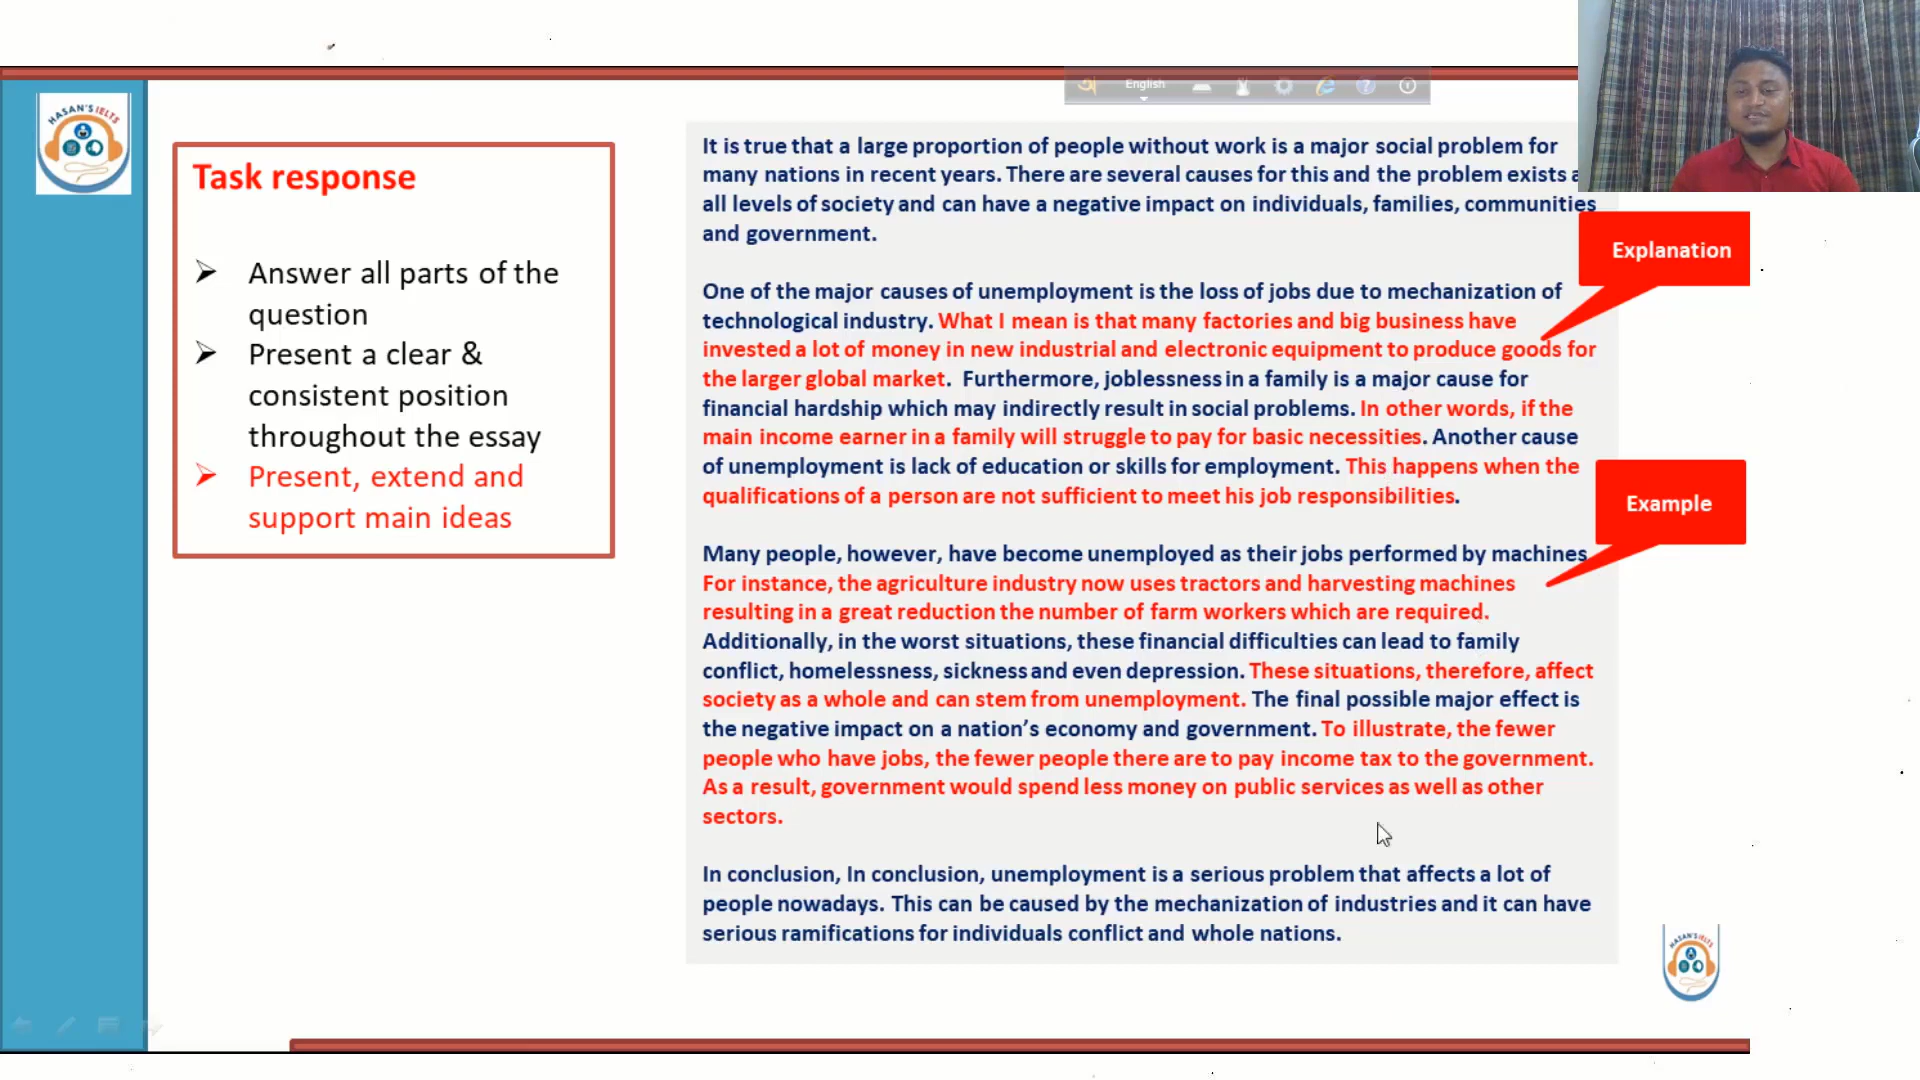 HASAN'S IELTS
English
Task response
Answer all parts of the
question
Present a clear &
consistent position
throughout the essay
Present, extend and
support main ideas
It is true that a large proportion of people without work is a major social problem for
many nations in recent years. There are several causes for this and the problem exists
all levels of society and can have a negative impact on individuals, families, communities
and government.
One of the major causes of unemployment is the loss of jobs due to mechanization of
technological industry. What I mean is that many factories and big business have
invested a lot of money in new industrial and electronic equipment to produce goods for
the larger global market. Furthermore, joblessness in a family is a major cause for
financial hardship which may indirectly result in social problems. In other words, if the
main income earner in a family will struggle to pay for basic necessities. Another cause
of unemployment is lack of education or skills for employment. This happens when the
qualifications of a person are not sufficient to meet his job responsibilities.
Many people, however, have become unemployed as their jobs performed by machines
For instance, the agriculture industry now uses tractors and harvesting machines
resulting in a great reduction the number of farm workers which are required.
Additionally, in the worst situations, these financial difficulties can lead to family
conflict, homelessness, sickness and even depression. These situations, therefore, affect
society as a whole and can stem from unemployment. The final possible major effect is
the negative impact on a nation's economy and government. To illustrate, the fewer
people who have jobs, the fewer people there are to pay income tax to the government.
As a result, government would spend less money on public services as well as other
sectors.
In conclusion, In conclusion, unemployment is a serious problem that affects a lot of
people nowadays. This can be caused by the mechanization of industries and it can have
serious ramifications for individuals conflict and whole nations.
Explanation
Example
HASAN'S IELTS